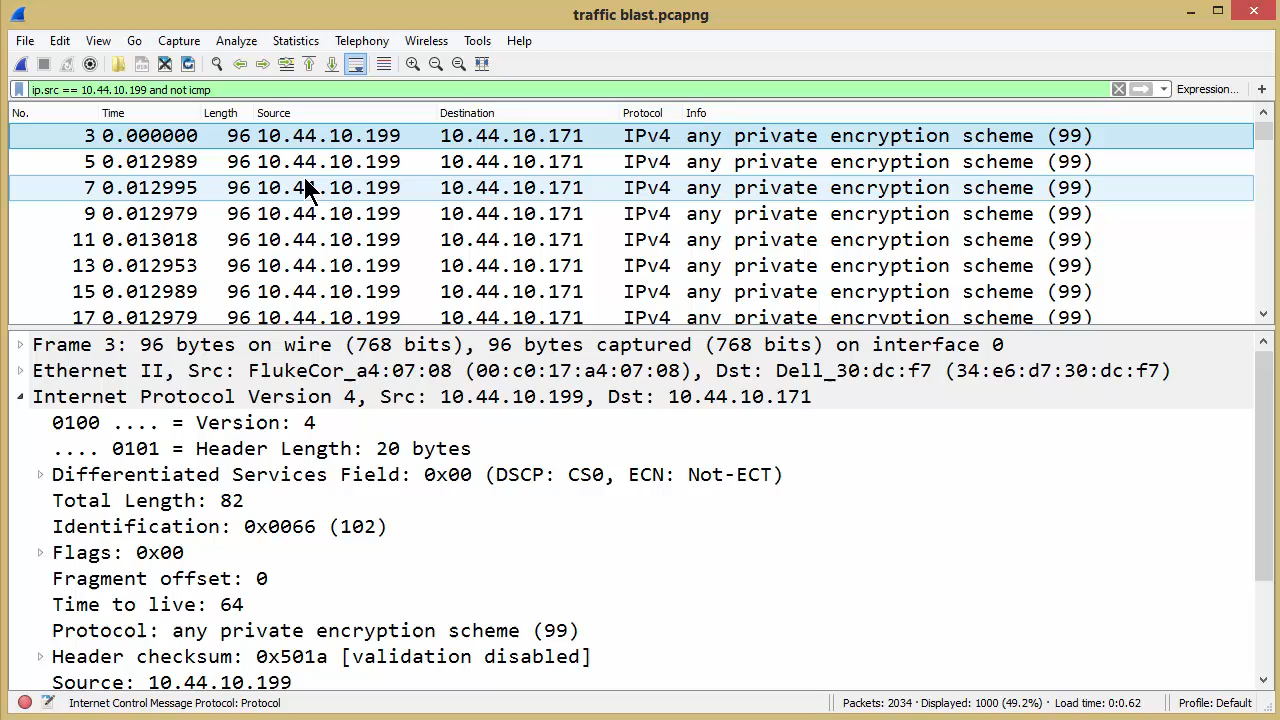 traffic blast.pcapng
File Edit View Go Capture Analyze Statistics Telephony Wireless Tools Help
ip.src == 10.44.10.199 and not icmp Expression... +
No. Time Length Source Destination Protocol Info
3 0.000000 96 10.44.10.199 10.44.10.171 IPv4 any private encryption scheme (99)
5 0.012989 96 10.44.10.199 10.44.10.171 IPv4 any private encryption scheme (99)
7 0.012995 96 10.44.10.199 10.44.10.171 IPv4 any private encryption scheme (99)
9 0.012979 96 10.44.10.199 10.44.10.171 IPv4 any private encryption scheme (99)
11 0.013018 96 10.44.10.199 10.44.10.171 IPv4 any private encryption scheme (99)
13 0.012953 96 10.44.10.199 10.44.10.171 IPv4 any private encryption scheme (99)
15 0.012989 96 10.44.10.199 10.44.10.171 IPv4 any private encryption scheme (99)
17 0.012979 96 10.44.10.199 10.44.10.171 IPv4 any private encryption scheme (99)
Frame 3: 96 bytes on wire (768 bits), 96 bytes captured (768 bits) on interface 0
Ethernet II, Src: FlukeCor_a4:07:08 (00:c0:17:a4:07:08), Dst: Dell_30:dc:f7 (34:e6:d7:30:dc:f7)
Internet Protocol Version 4, Src: 10.44.10.199, Dst: 10.44.10.171
0100 .... = Version: 4
.... 0101 = Header Length: 20 bytes
Differentiated Services Field: 0x00 (DSCP: CS0, ECN: Not-ECT)
Total Length: 82
Identification: 0x0066 (102)
Flags: 0x00
Fragment offset: 0
Time to live: 64
Protocol: any private encryption scheme (99)
Header checksum: 0x501a [validation disabled]
Source: 10.44.10.199
Internet Control Message Protocol: Protocol Packets: 2034 · Displayed: 1000 (49.2%) · Load time: 0:0.62 Profile: Default